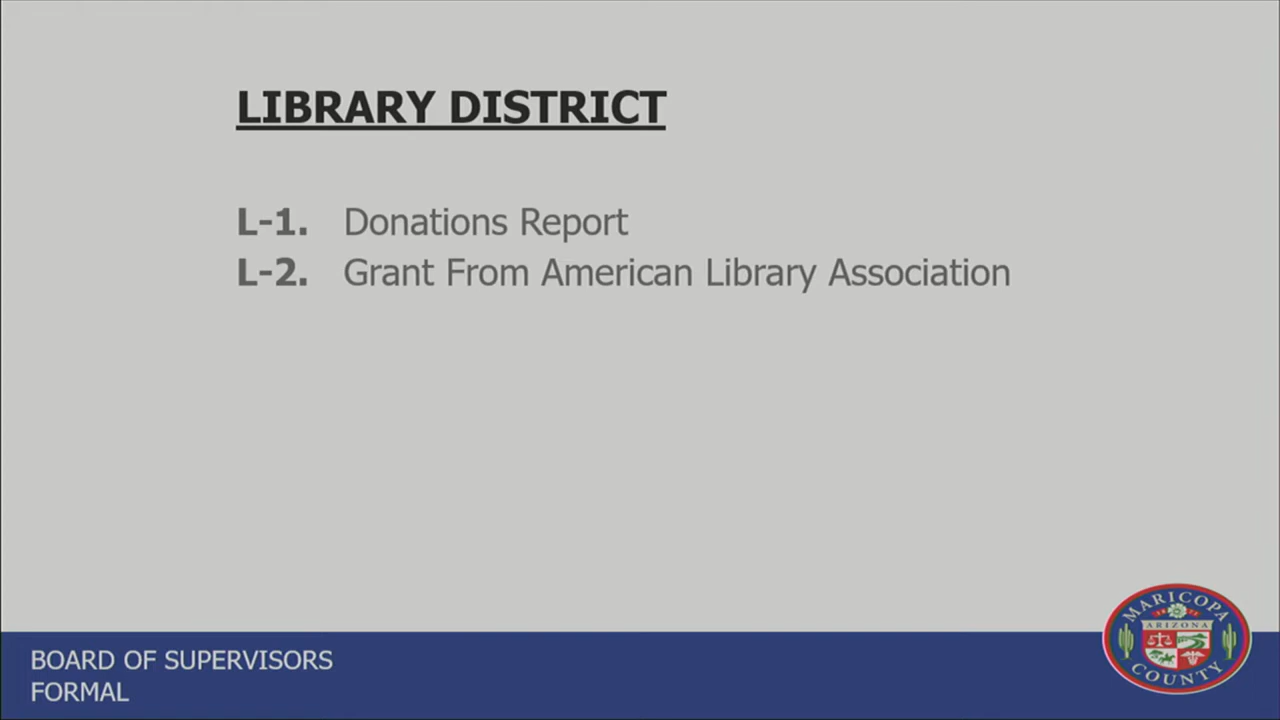 LIBRARY DISTRICT
L-1. Donations Report
L-2. Grant From American Library Association
BOARD OF SUPERVISORS
FORMAL
MARICOPA
ARIZONA
COUNTY